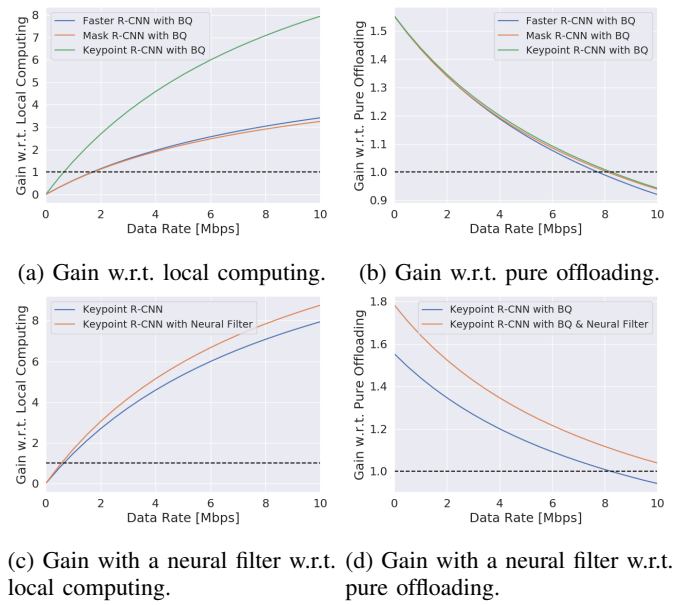 Gain w.r.t. Local Computing
8
7
6
5
4
3
2
1
0
Faster R-CNN with BQ
Mask R-CNN with BQ
Keypoint R-CNN with BQ
0 2 4 6 8 10
Data Rate [Mbps]
(a) Gain w.r.t. local computing.
Gain w.r.t. Pure Offloading
1.5
1.4
1.3
1.2
1.1
1.0
0.9
Faster R-CNN with BQ
Mask R-CNN with BQ
Keypoint R-CNN with BQ
0 2 4 6 8 10
Data Rate [Mbps]
(b) Gain w.r.t. pure offloading.
Gain w.r.t. Local Computing
8
6
4
2
0
Keypoint R-CNN
Keypoint R-CNN with Neural Filter
0 2 4 6 8 10
Data Rate [Mbps]
(c) Gain with a neural filter w.r.t.
local computing.
Gain w.r.t. Pure Offloading
1.8
1.6
1.4
1.2
1.0
Keypoint R-CNN with BQ
Keypoint R-CNN with BQ & Neural Filter
0 2 4 6 8 10
Data Rate [Mbps]
(d) Gain with a neural filter w.r.t.
pure offloading.